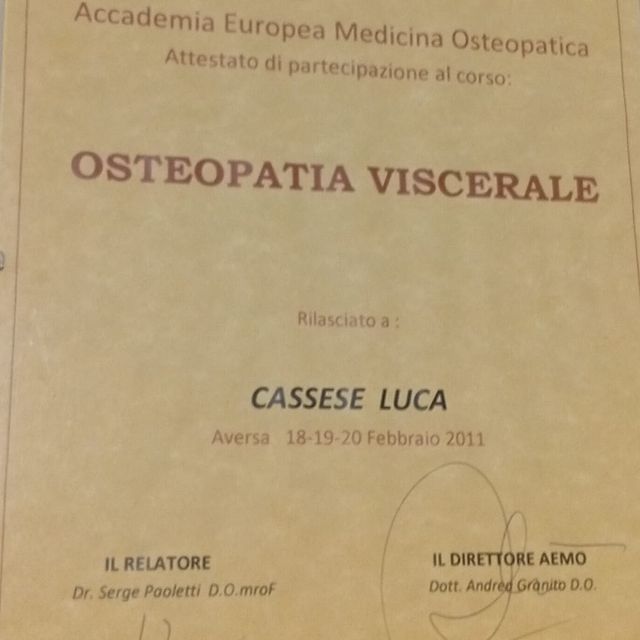 Accademia Europea Medicina Osteopatica
Attestato di partecipazione al corso:
OSTEOPATIA VISCERALE
Rilasciato a :
CASSESE LUCA
Aversa 18-19-20 Febbraio 2011
IL RELATORE
IL DIRETTORE AEMO
Dr. Serge Paoletti D.O.mroF
Dott. Andrea Granito D.O.